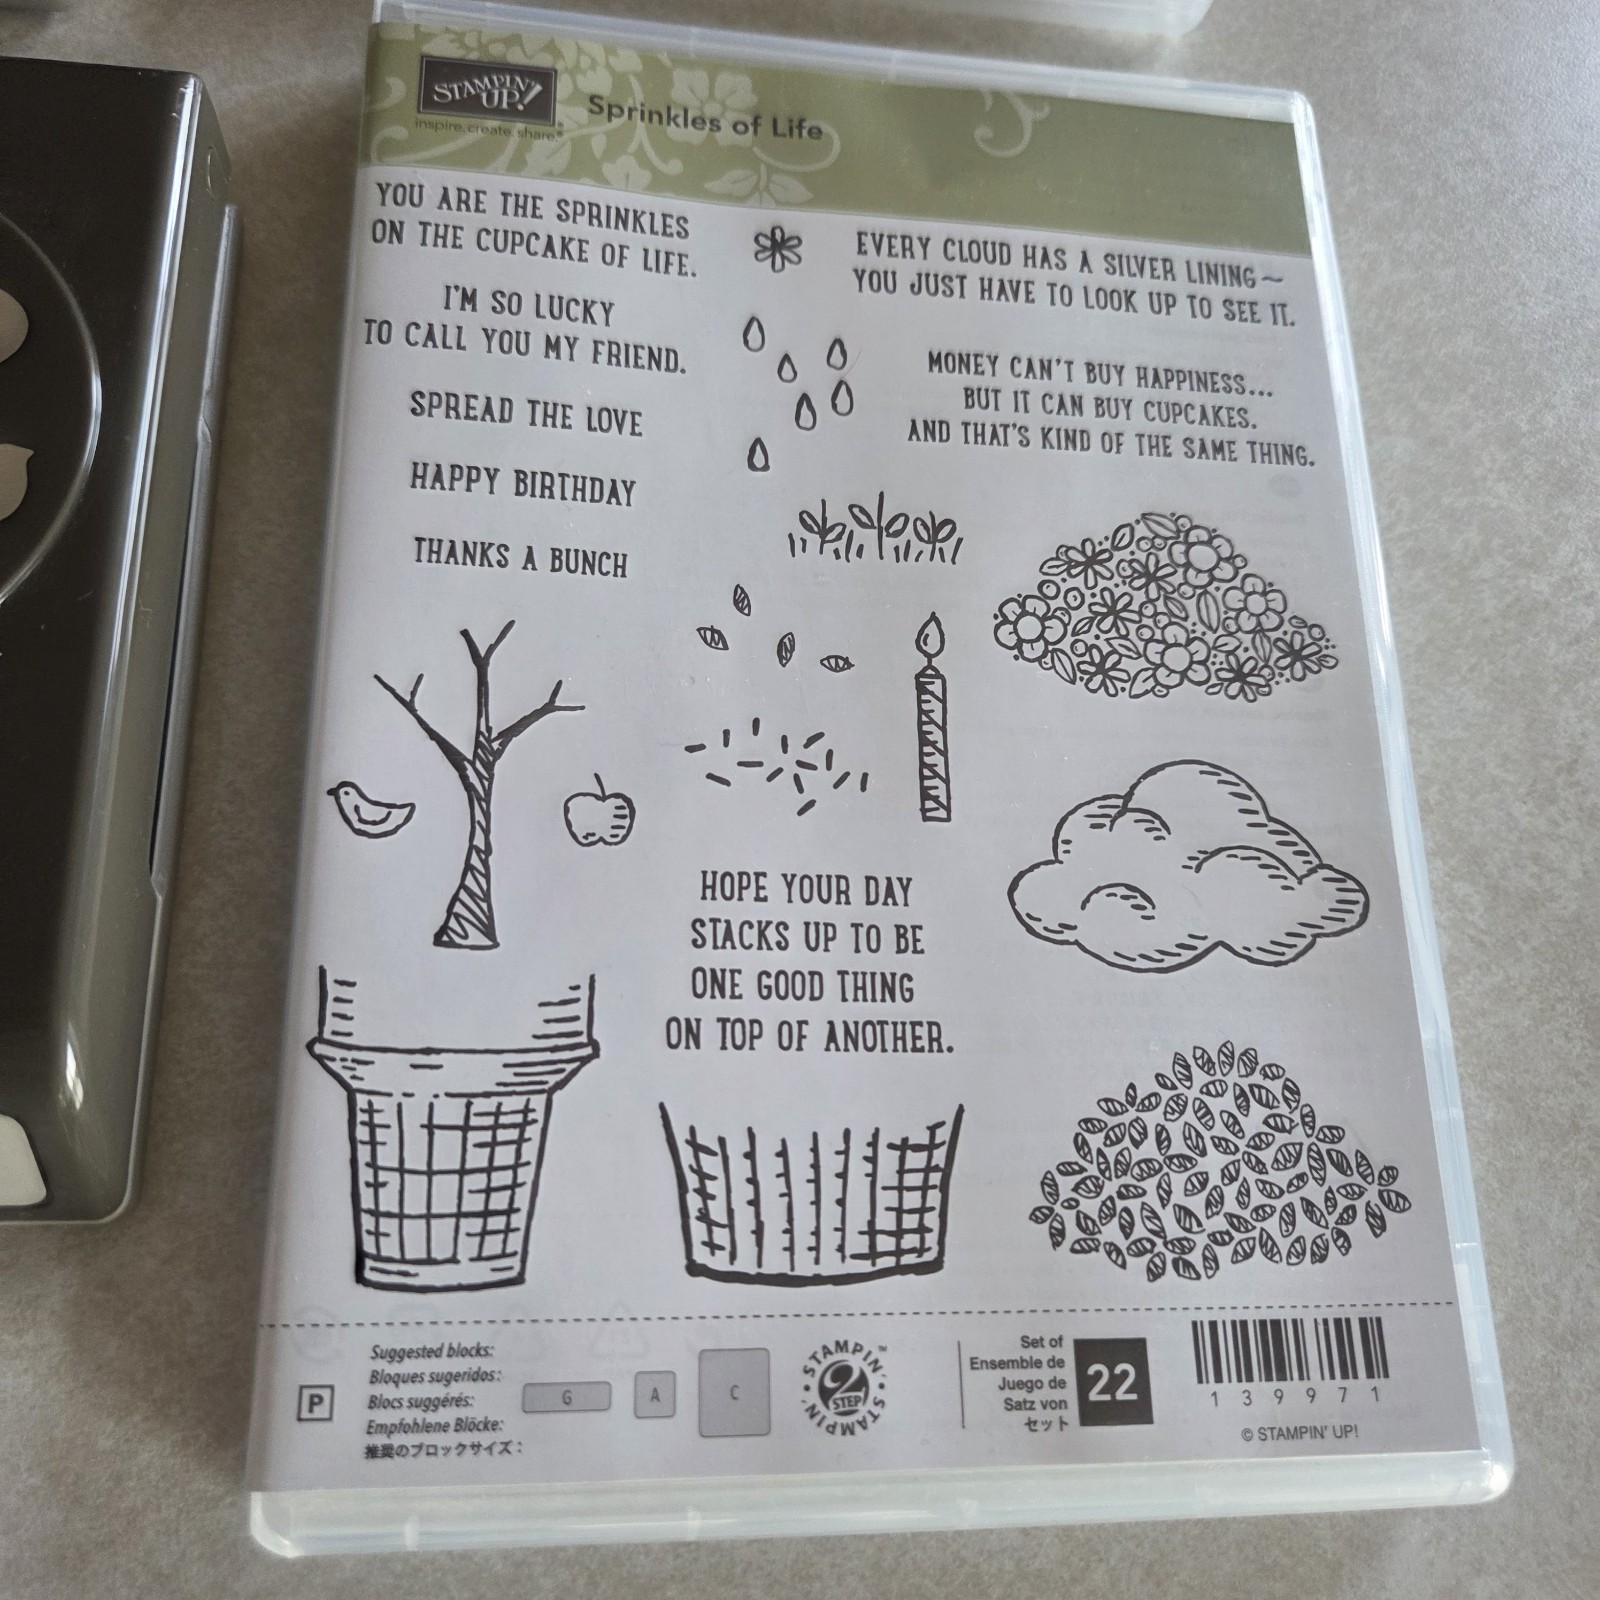 STAMPIN' UP!
inspire.create.share.®
Sprinkles of Life
YOU ARE THE SPRINKLES
ON THE CUPCAKE OF LIFE.
I'M SO LUCKY
TO CALL YOU MY FRIEND.
SPREAD THE LOVE
HAPPY BIRTHDAY
THANKS A BUNCH
EVERY CLOUD HAS A SILVER LINING~
YOU JUST HAVE TO LOOK UP TO SEE IT.
MONEY CAN'T BUY HAPPINESS...
BUT IT CAN BUY CUPCAKES.
AND THAT'S KIND OF THE SAME THING.
HOPE YOUR DAY
STACKS UP TO BE
ONE GOOD THING
ON TOP OF ANOTHER.
P
Suggested blocks:
Bloques sugeridos:
Blocs suggérés:
Empfohlene Blöcke:
推奨のブロックサイズ：
G
A
C
STAMPIN'™
2
STEP
STAMPIN'
Set of
Ensemble de
Juego de
Satz von
セット
22
139971
© STAMPIN' UP!